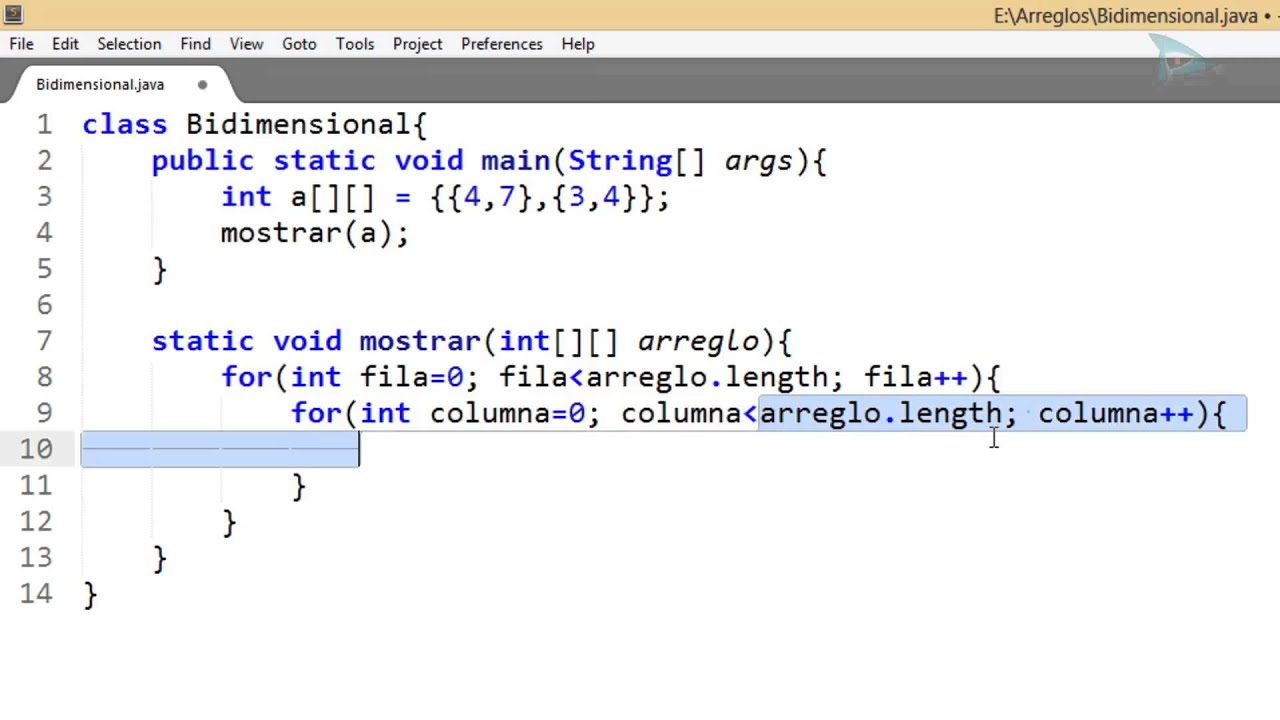 E:\Arreglos\Bidimensional.java •
File Edit Selection Find View Goto Tools Project Preferences Help
Bidimensional.java
1 class Bidimensional{
2 public static void main(String[] args){
3 int a[][] = {{4,7},{3,4}};
4 mostrar(a);
5 }
6
7 static void mostrar(int[][] arreglo){
8 for(int fila=0; fila<arreglo.length; fila++){
9 for(int columna=0; columna<arreglo.length; columna++){
10
11 }
12 }
13 }
14 }